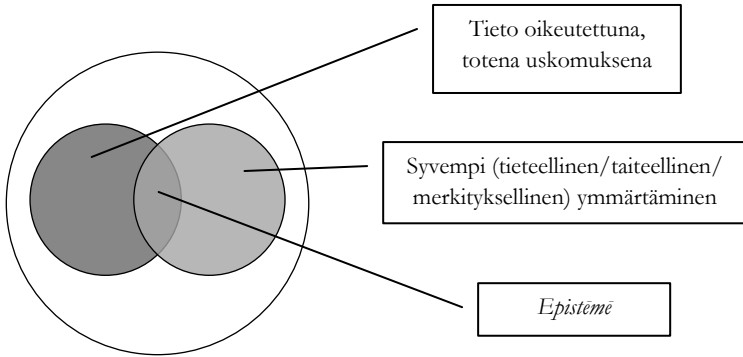 Tieto oikeutettuna,
totena uskomuksena
Syvempi (tieteellinen/taiteellinen/
merkityksellinen) ymmärtäminen
Epistēmē